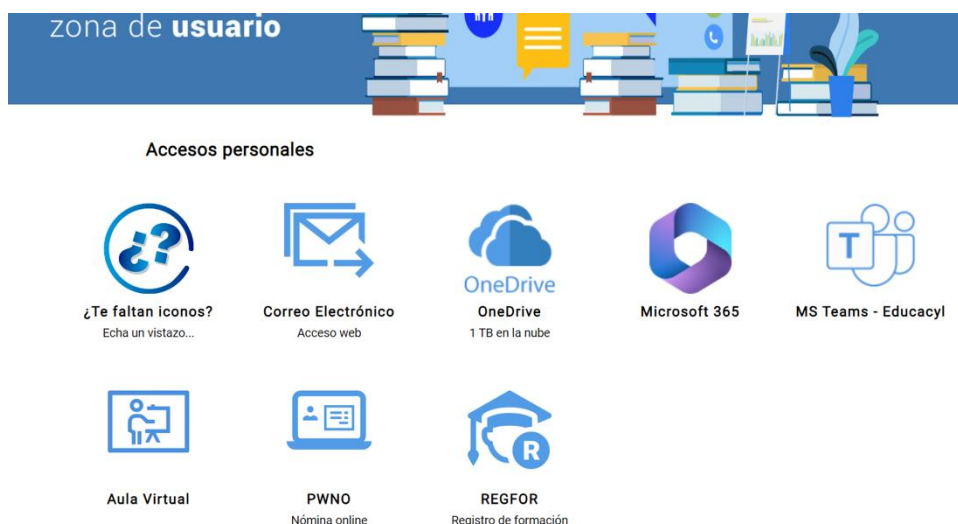 zona de usuario
Accesos personales
OneDrive
¿Te faltan iconos?
Echa un vistazo...
Correo Electrónico
Acceso web
OneDrive
1 TB en la nube
Microsoft 365
T
MS Teams - Educacyl
Aula Virtual
PWNO
Nómina online
R
REGFOR
Registro de formación